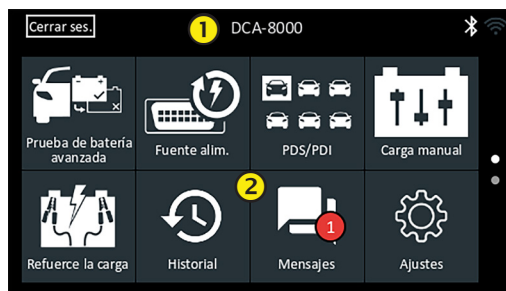 Cerrar ses.
1
DCA-8000
Prueba de batería
avanzada
Fuente alim.
PDS/PDI
Carga manual
2
Refuerce la carga
Historial
1
Mensajes
Ajustes